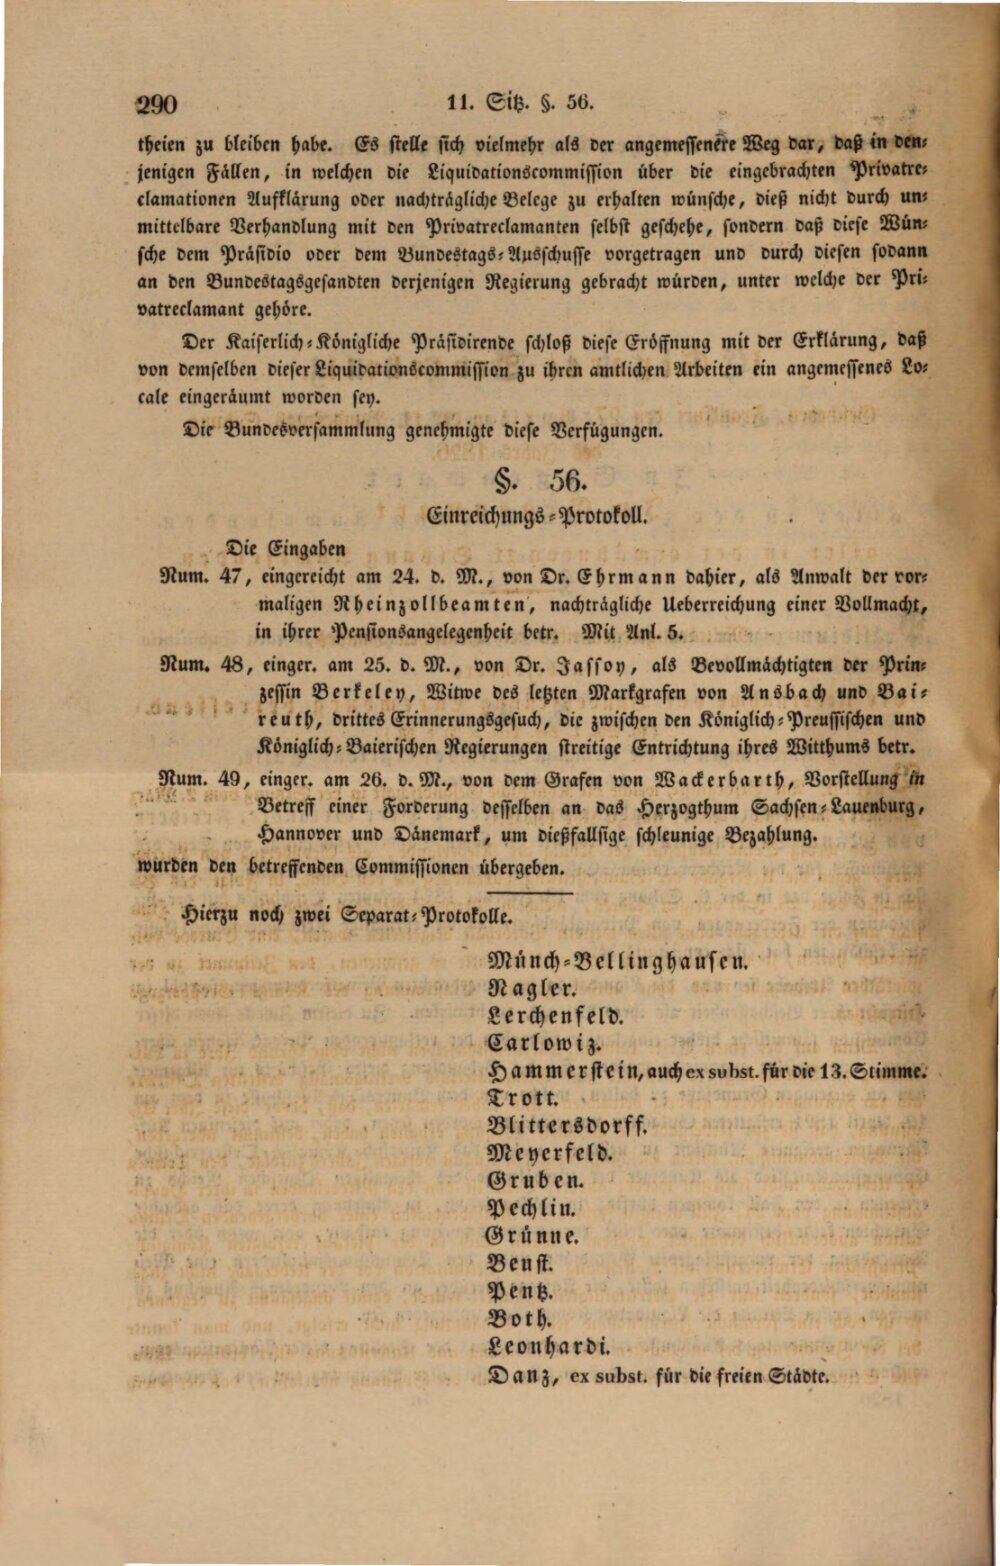 290 11. Sitz. §. 56.
theien zu bleiben habe. Es stelle sich vielmehr als der angemessenere Weg dar, daß in den-
jenigen Fällen, in welchen die Liquidationscommission über die eingebrachten Privatre-
clamationen Aufklärung oder nachträgliche Belege zu erhalten wünsche, dieß nicht durch un-
mittelbare Verhandlung mit den Privatreclamanten selbst geschehe, sondern daß diese Wün-
sche dem Präsidio oder dem Bundestags-Ausschusse vorgetragen und durch diesen sodann
an den Bundestagsgesandten derjenigen Regierung gebracht würden, unter welche der Pri-
vatreclamant gehöre.
Der Kaiserlich-Königliche Präsidirende schloß diese Eröffnung mit der Erklärung, daß
von demselben dieser Liquidationscommission zu ihren amtlichen Arbeiten ein angemessenes Lo-
cale eingeräumt worden sey.
Die Bundesversammlung genehmigte diese Verfügungen.
§. 56.
Einreichungs-Protokoll.
Die Eingaben
Num. 47, eingereicht am 24. d. M., von Dr. Ehrmann dahier, als Anwalt der vor-
maligen Rheinzollbeamten, nachträgliche Ueberreichung einer Vollmacht,
in ihrer Pensionsangelegenheit betr. Mit Anl. 5.
Num. 48, einger. am 25. d. M., von Dr. Jassoy, als Bevollmächtigten der Prin-
zessin Berkeley, Witwe des letzten Markgrafen von Ansbach und Bai-
reuth, drittes Erinnerungsgesuch, die zwischen den Königlich-Preussischen und
Königlich-Baierischen Regierungen streitige Entrichtung ihres Witthums betr.
Num. 49, einger. am 26. d. M., von dem Grafen von Wackerbarth, Vorstellung in
Betreff einer Forderung desselben an das Herzogthum Sachsen-Lauenburg,
Hannover und Dänemark, um dießfallsige schleunige Bezahlung.
wurden den betreffenden Commissionen übergeben.
Hierzu noch zwei Separat-Protokolle.
Münch-Bellinghausen.
Nagler.
Lerchenfeld.
Carlowiz.
Hammerstein, auch ex subst. für die 13. Stimme.
Trott.
Blittersdorff.
Meyerfeld.
Gruben.
Pechlin.
Grünne.
Beust.
Pentz.
Both.
Leonhardi.
Danz, ex subst. für die freien Städte.